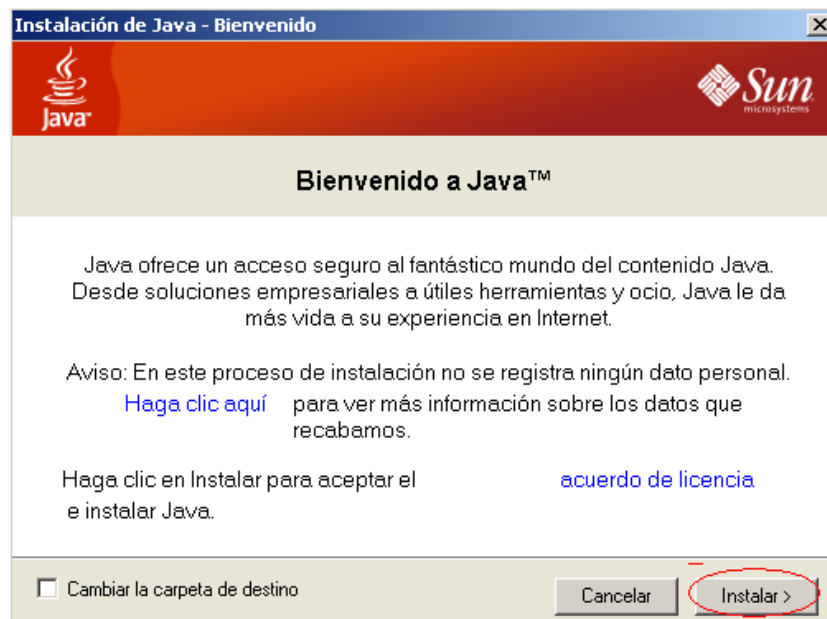 Instalación de Java - Bienvenido
Java™
Sun
microsystems
Bienvenido a Java™
Java ofrece un acceso seguro al fantástico mundo del contenido Java.
Desde soluciones empresariales a útiles herramientas y ocio, Java le da
más vida a su experiencia en Internet.
Aviso: En este proceso de instalación no se registra ningún dato personal.
Haga clic aquí para ver más información sobre los datos que
recabamos.
Haga clic en Instalar para aceptar el acuerdo de licencia
e instalar Java.
Cambiar la carpeta de destino
Cancelar
Instalar >